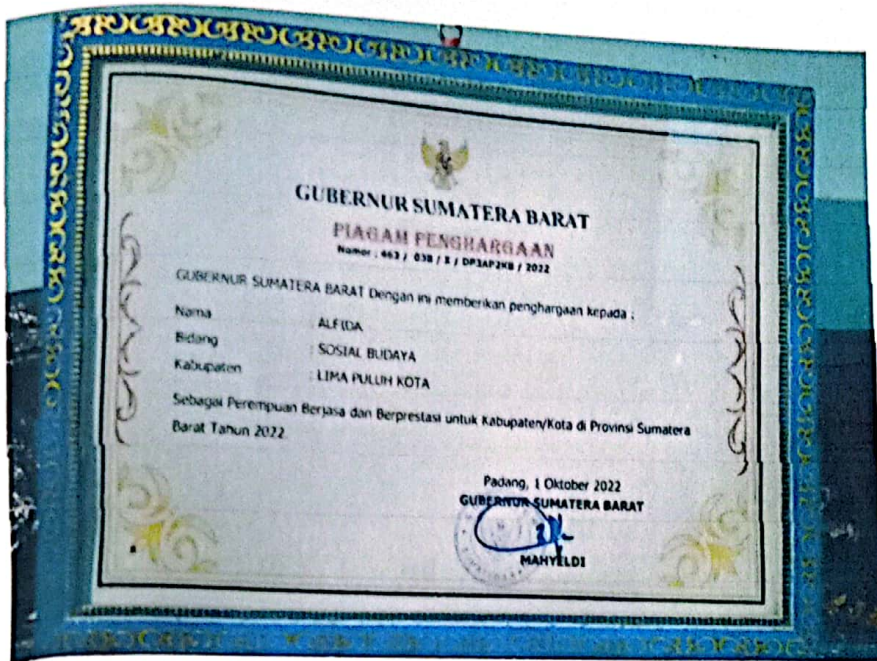 GUBERNUR SUMATERA BARAT
PIAGAM PENGHARGAAN
Nomor : 463 / 038 / X / DP3AP2KB / 2022
GUBERNUR SUMATERA BARAT Dengan ini memberikan penghargaan kepada :
Nama : ALFIDA
Bidang : SOSIAL BUDAYA
Kabupaten : LIMA PULUH KOTA
Sebagai Perempuan Berjasa dan Berprestasi untuk Kabupaten/Kota di Provinsi Sumatera
Barat Tahun 2022
Padang, 1 Oktober 2022
GUBERNUR SUMATERA BARAT
MAHYELDI